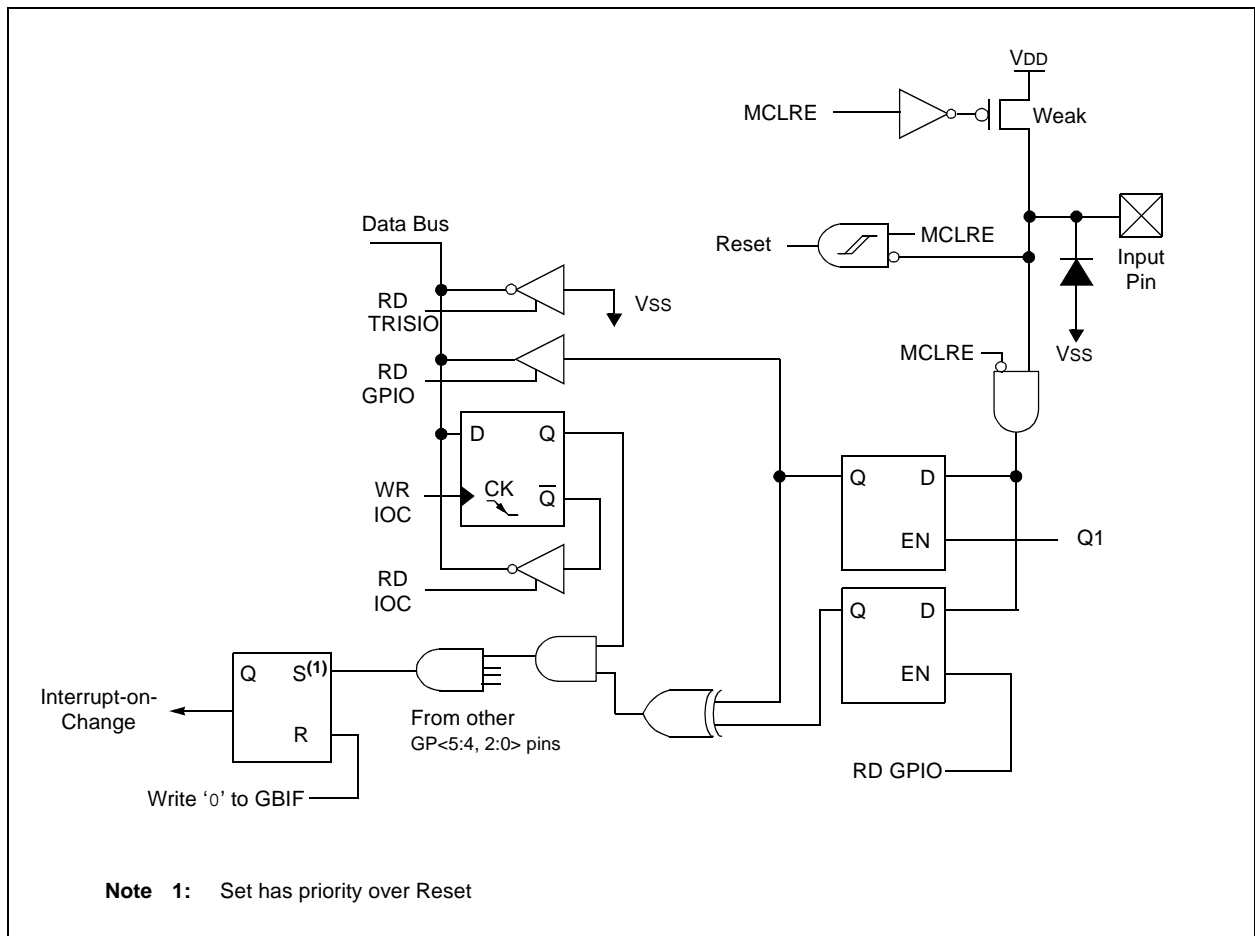 VDD
MCLRE
Weak
Data Bus
Reset
MCLRE
Input
Pin
RD
TRISIO
VSS
VSS
MCLRE
RD
GPIO
D
Q
Q
D
WR
IOC
CK
Q
EN
Q1
RD
IOC
Q
D
EN
Q
S(1)
Interrupt-on-
Change
R
From other
GP<5:4, 2:0> pins
RD GPIO
Write ‘0’ to GBIF
Note 1: Set has priority over Reset